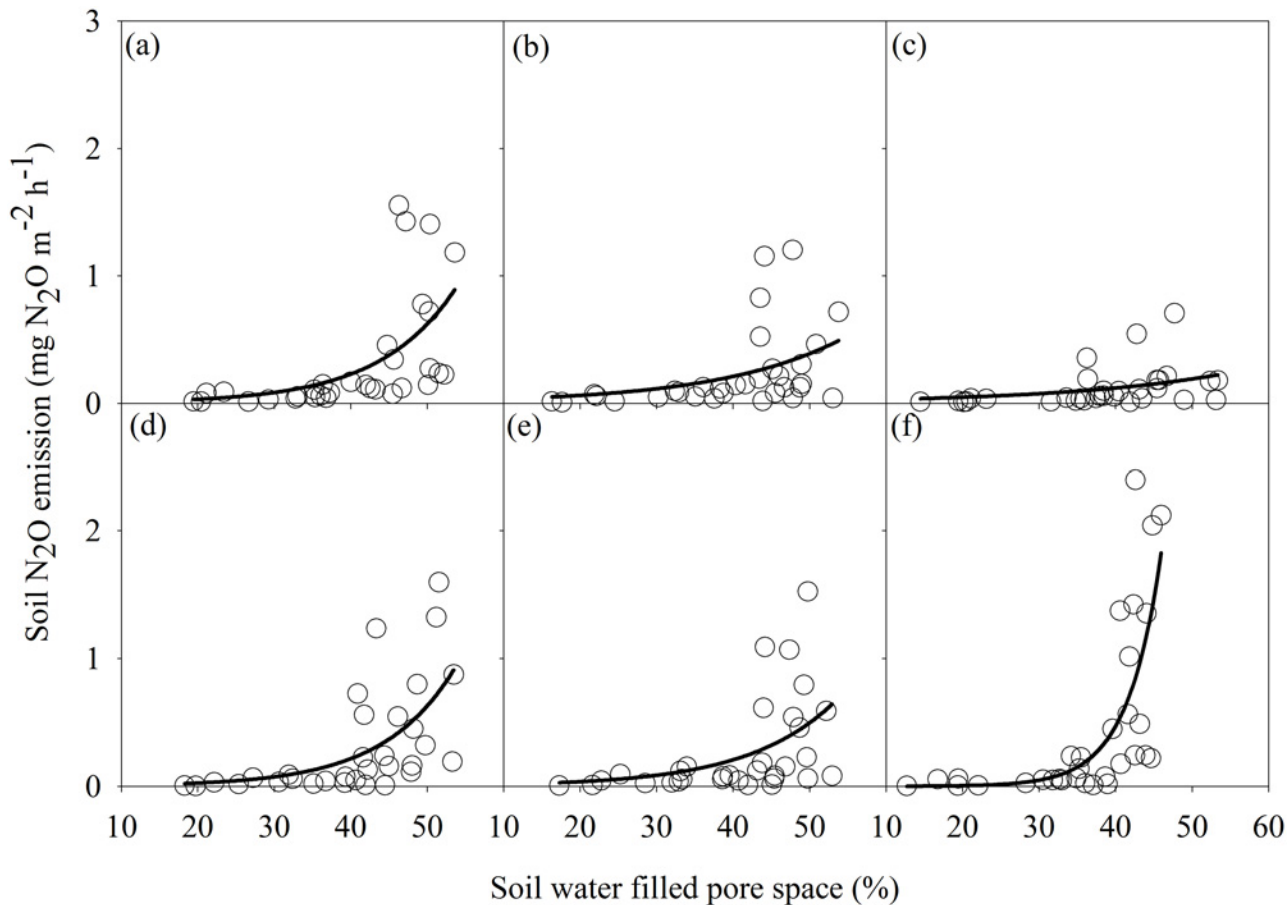 3
(a)
(b)
(c)
2
1
0
(d)
(e)
(f)
2
1
0
10 20 30 40 50 10 20 30 40 50 10 20 30 40 50 60
Soil N2O emission (mg N2O m-2 h-1)
Soil water filled pore space (%)